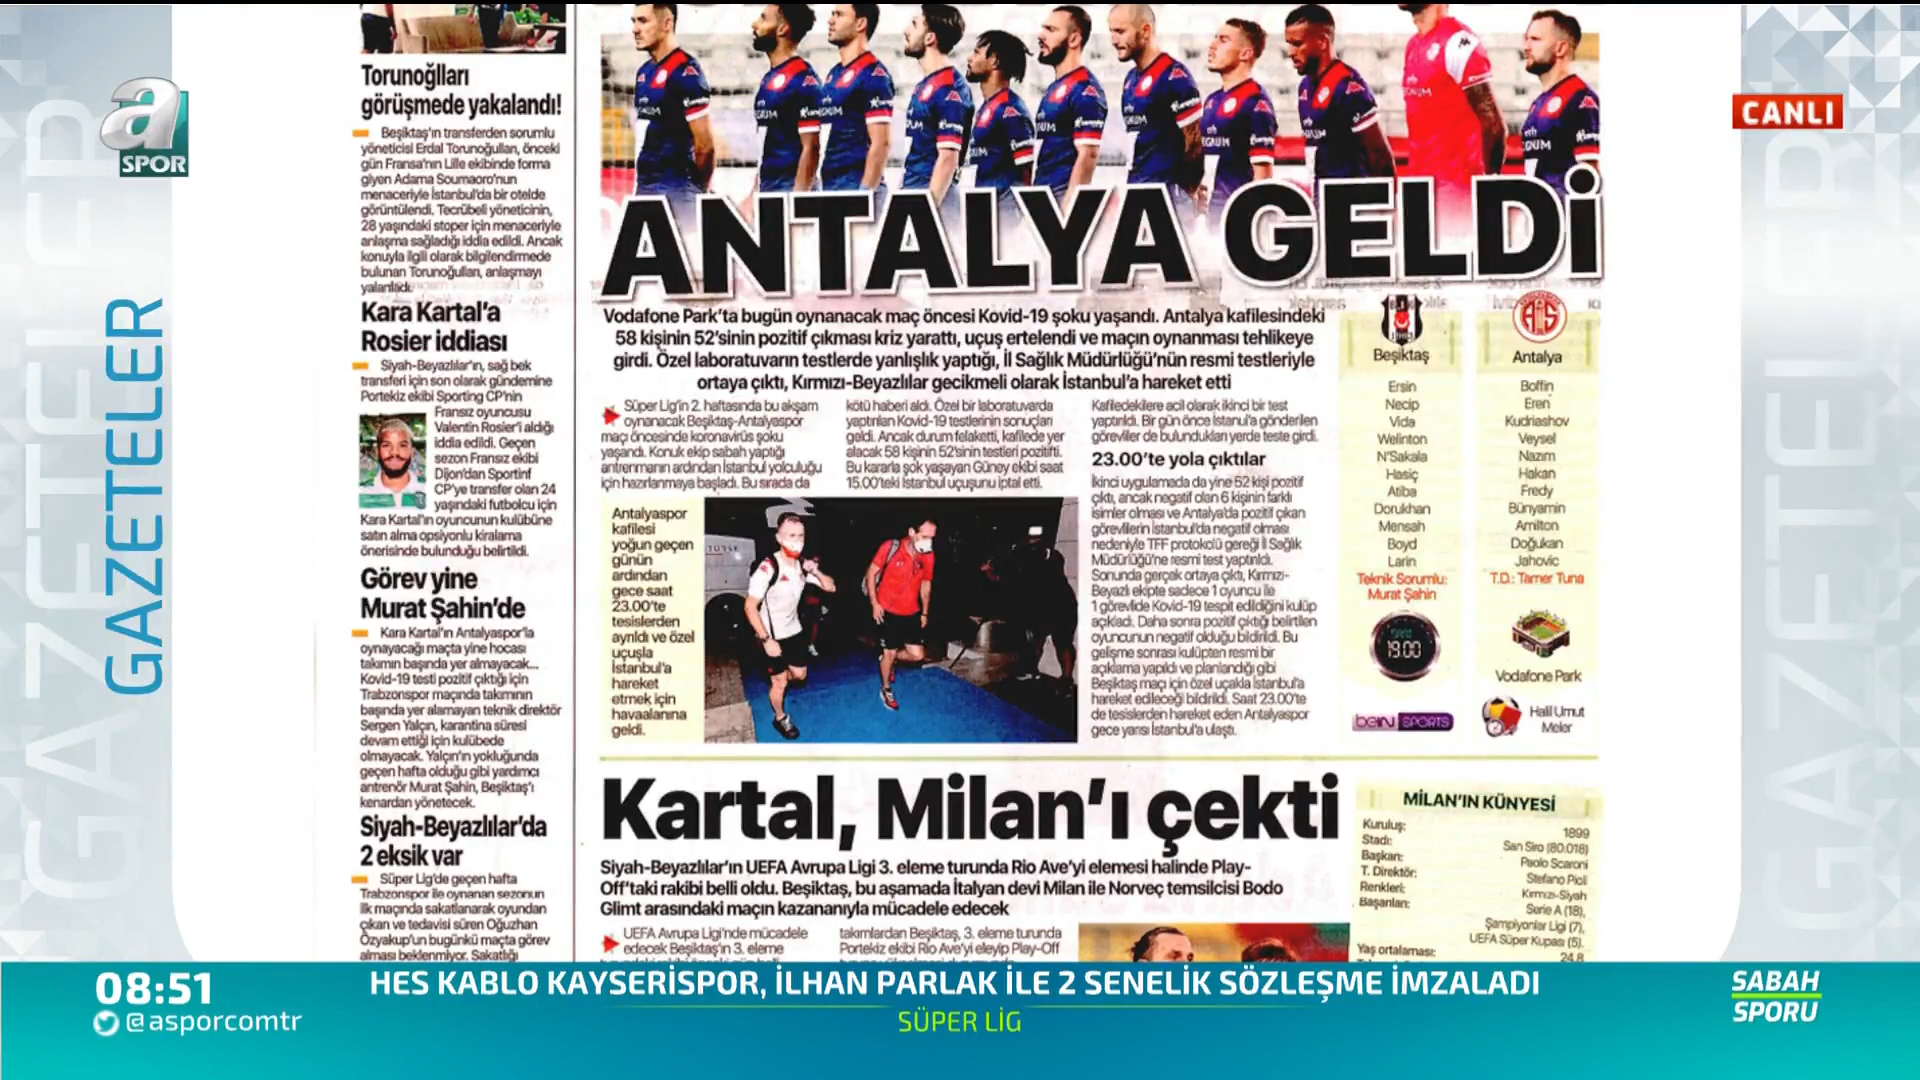 a
SPOR
GAZETELER
CANLI
Torunoğlları
görüşmede yakalandı!
Beşiktaş'ın transferden sorumlu
yöneticisi Erdal Torunoğulları, önceki
gün Fransa'nın Lille ekibinde forma
giyen Adama Soumaoro'nun
menaceriyle İstanbul'da bir otelde
görüntülendi. Tecrübeli yöneticinin,
28 yaşındaki stoper için menaceriyle
anlaşma sağladığı iddia edildi. Ancak
konuyla ilgili olarak bilgilendirmede
bulunan Torunoğulları, anlaşmayı
yalanladı.
Kara Kartal'a
Rosier iddiası
Siyah-Beyazlılar'ın, sağ bek
transferi için son olarak gündemine
Portekiz ekibi Sporting CP'nin
Fransız oyuncusu
Valentin Rosier'i aldığı
iddia edildi. Geçen
sezon Fransız ekibi
Dijon'dan Sportinf
CP'ye transfer olan 24
yaşındaki futbolcu için
Kara Kartal'ın oyuncunun kulübüne
satın alma opsiyonlu kiralama
önerisinde bulunduğu belirtildi.
Görev yine
Murat Şahin'de
Kara Kartal'ın Antalyaspor'la
oynayacağı maçta yine hocası
takımın başında yer almayacak...
Kovid-19 testi pozitif çıktığı için
Trabzonspor maçında takımının
başında yer alamayan teknik direktör
Sergen Yalçın, karantina süresi
devam ettiği için kulübede
olmayacak. Yalçın'ın yokluğunda
geçen hafta olduğu gibi yardımcı
antrenör Murat Şahin, Beşiktaş'ı
kenardan yönetecek.
Siyah-Beyazlılar'da
2 eksik var
Süper Lig'de geçen hafta
Trabzonspor ile oynanan sezonun
ilk maçında sakatlanarak oyundan
çıkan ve tedavisi süren Oğuzhan
Özyakup'un bugünkü maçta görev
alması beklenmiyor. Sakatlığı
ANTALYA GELDİ
Vodafone Park'ta bugün oynanacak maç öncesi Kovid-19 şoku yaşandı. Antalya kafilesindeki
58 kişinin 52'sinin pozitif çıkması kriz yarattı, uçuş ertelendi ve maçın oynanması tehlikeye
girdi. Özel laboratuvarın testlerde yanlışlık yaptığı, İl Sağlık Müdürlüğü'nün resmi testleriyle
ortaya çıktı, Kırmızı-Beyazlılar gecikmeli olarak İstanbul'a hareket etti
Süper Lig'in 2. haftasında bu akşam
oynanacak Beşiktaş-Antalyaspor
maçı öncesinde koronavirüs şoku
yaşandı. Konuk ekip sabah yaptığı
antrenmanın ardından İstanbul yolculuğu
için hazırlanmaya başladı. Bu sırada da
kötü haberi aldı. Özel bir laboratuvarda
yaptırılan Kovid-19 testlerinin sonuçları
geldi. Ancak durum felaketti, kafilede yer
alacak 58 kişinin 52'sinin testleri pozitifti.
Bu kararla şok yaşayan Güney ekibi saat
15.00'teki İstanbul uçuşunu iptal etti.
Kafiledekilere acil olarak ikinci bir test
yaptırıldı. Bir gün önce İstanul'a gönderilen
görevliler de bulundukları yerde teste girdi.
23.00'te yola çıktılar
İkinci uygulamada da yine 52 kişi pozitif
çıktı, ancak negatif olan 6 kişinin farklı
isimler olması ve Antalya'da pozitif çıkan
görevlilerin İstanbul'da negatif olması
nedeniyle TFF protokolü gereği İl Sağlık
Müdürlüğü'ne resmi test yaptırıldı.
Sonunda gerçek ortaya çıktı, Kırmızı-
Beyazlı ekipte sadece 1 oyuncu ile
1 görevlide Kovid-19 tespit edildiğini kulüp
açıkladı. Daha sonra pozitif çıktığı belirtilen
oyuncunun negatif olduğu bildirildi. Bu
gelişme sonrası kulüpten resmi bir
açıklama yapıldı ve planlandığı gibi
Beşiktaş maçı için özel uçakla İstanbul'a
hareket edileceği bildirildi. Saat 23.00'te
de tesislerden hareket eden Antalyaspor
gece yarısı İstanbul'a ulaştı.
Antalyaspor
kafilesi
yoğun geçen
günün
ardından
gece saat
23.00'te
tesislerden
ayrıldı ve özel
uçuşla
İstanbul'a
hareket
etmek için
havaalanına
geldi.
Beşiktaş
Ersin
Necip
Vida
Welinton
N'Sakala
Hasiç
Atiba
Dorukhan
Mensah
Boyd
Larin
Teknik Sorumlu:
Murat Şahin
19:00
beIN SPORTS
Antalya
Boffin
Eren
Kudriashov
Veysel
Nazım
Hakan
Fredy
Bünyamin
Amilton
Doğukan
Jahovic
T.D.: Tamer Tuna
Vodafone Park
Halil Umut
Meler
Kartal, Milan'ı çekti
Siyah-Beyazlılar'ın UEFA Avrupa Ligi 3. eleme turunda Rio Ave'yi elemesi halinde Play-
Off'taki rakibi belli oldu. Beşiktaş, bu aşamada İtalyan devi Milan ile Norveç temsilcisi Bodo
Glimt arasındaki maçın kazananıyla mücadele edecek
UEFA Avrupa Ligi'nde mücadele
edecek Beşiktaş'ın 3. eleme
takımlardan Beşiktaş, 3. eleme turunda
Portekiz ekibi Rio Ave'yi eleyip Play-Off
MİLAN'IN KÜNYESİ
Kuruluş: 1899
Stadı: San Siro (80.018)
Başkan: Paolo Scaroni
T. Direktör: Stefano Pioli
Renkleri: Kırmızı-Siyah
Başarıları: Serie A (18),
Şampiyonlar Ligi (7),
UEFA Süper Kupası (5).
Yaş ortalaması: 24.8
08:51
@asporcomtr
HES KABLO KAYSERİSPOR, İLHAN PARLAK İLE 2 SENELİK SÖZLEŞME İMZALADI
SÜPER LİG
SABAH
SPORU